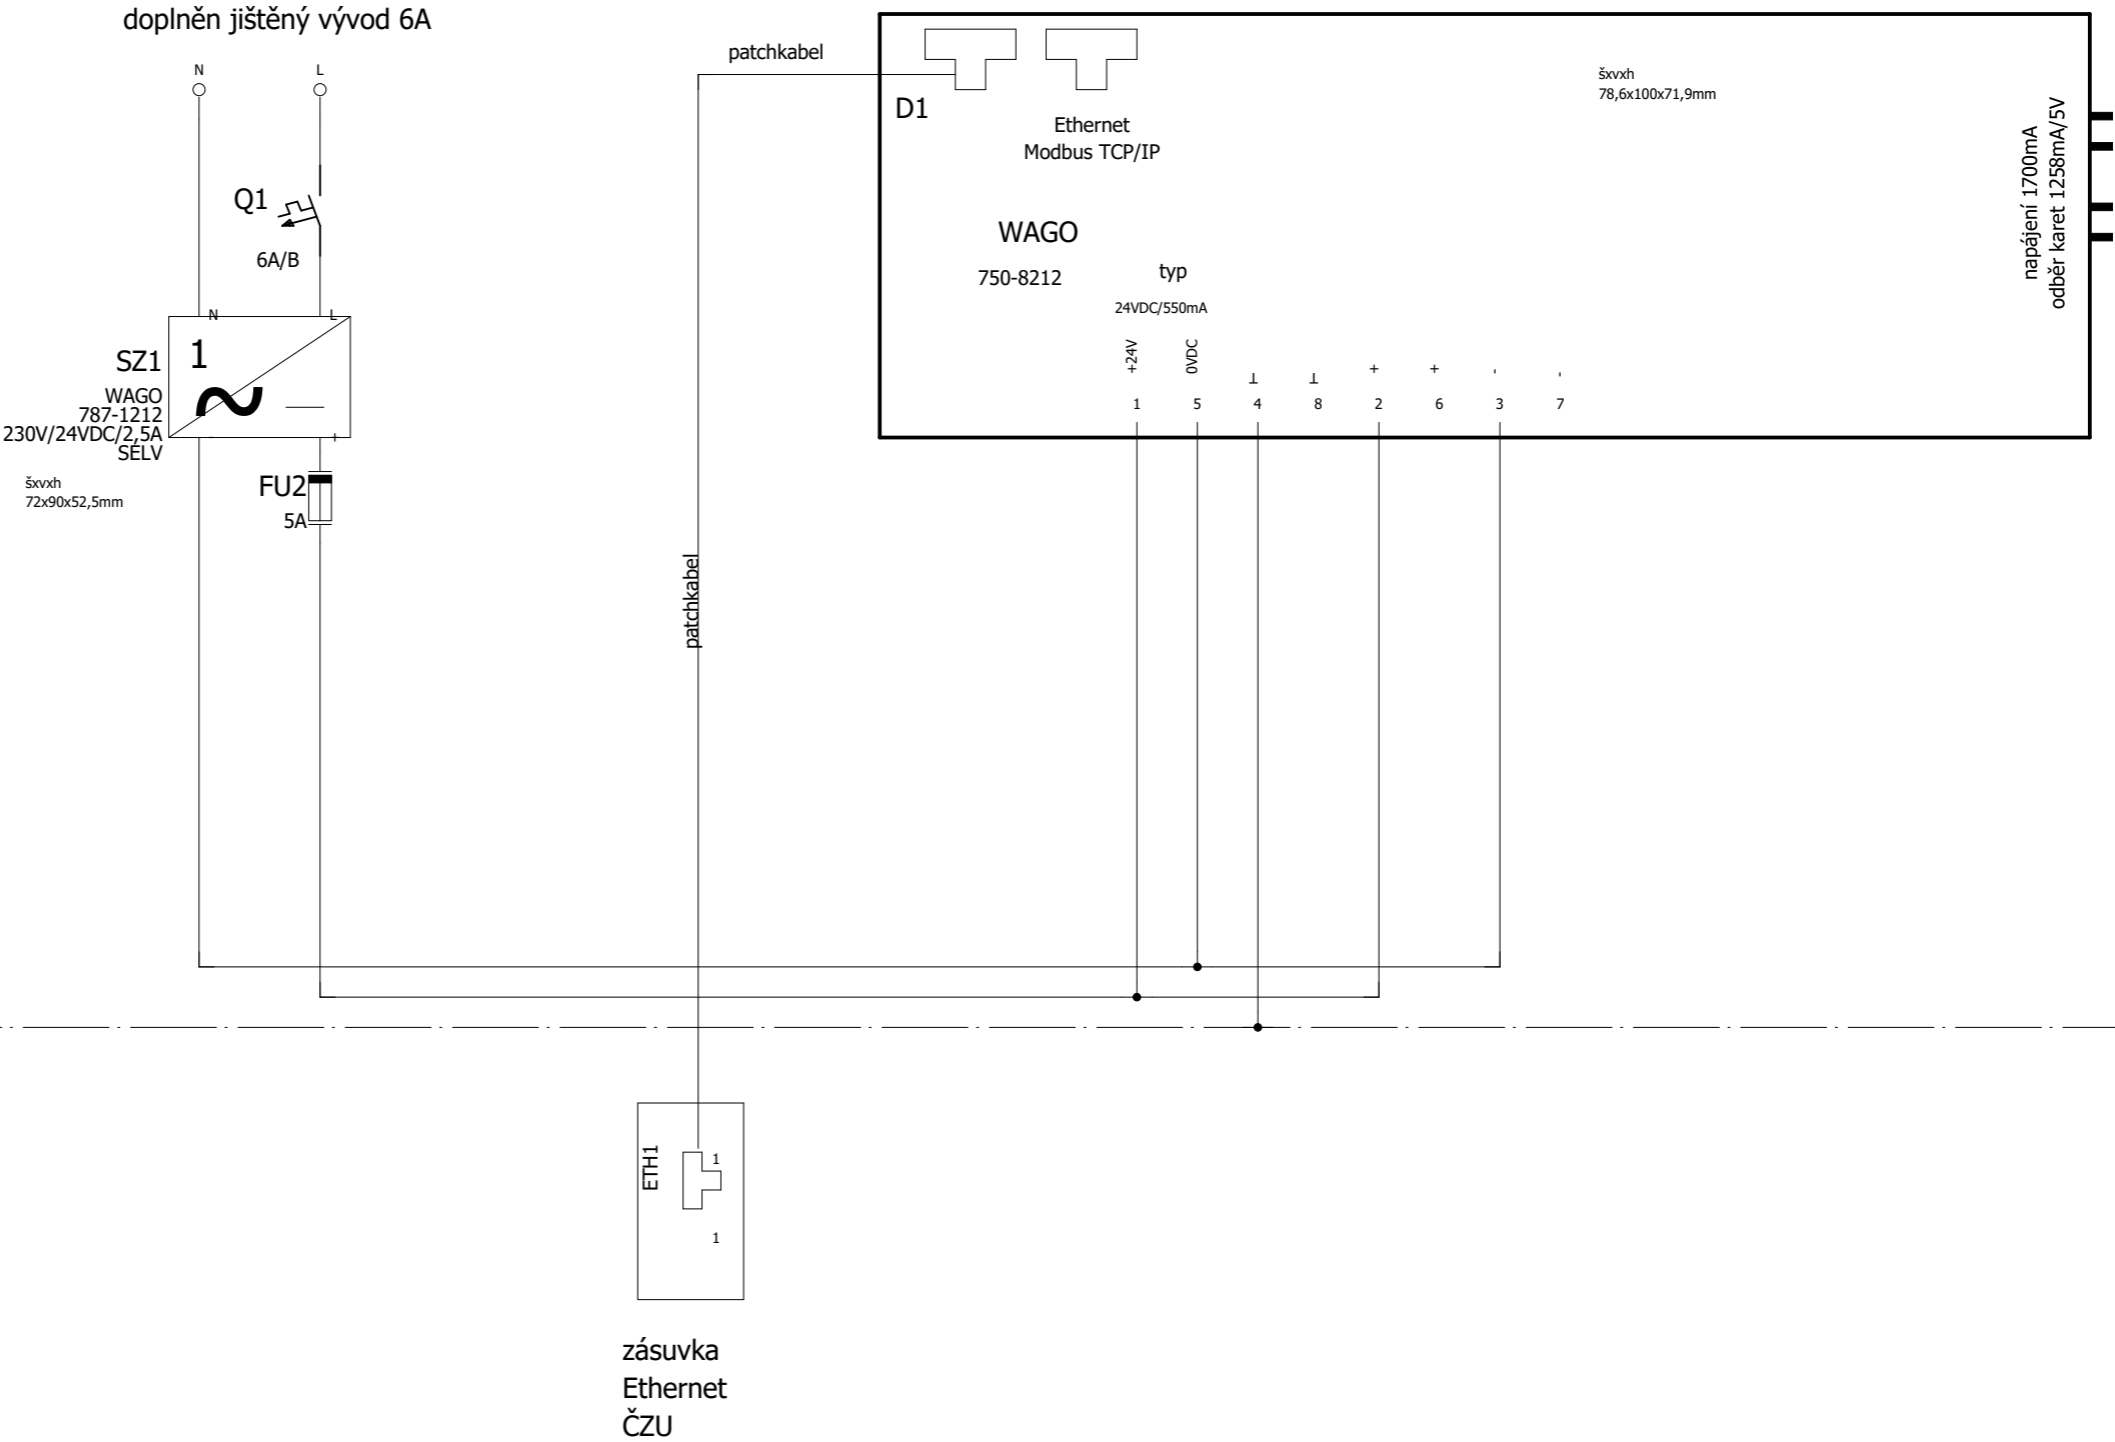 doplněn jištěný vývod 6A
N
L
Q1
6A/B
N
L
1
SZ1
WAGO
787-1212
230V/24VDC/2,5A
SELV
-
+
šxvxh
72x90x52,5mm
FU2
5A
patchkabel
patchkabel
D1
Ethernet
Modbus TCP/IP
WAGO
750-8212
typ
24VDC/550mA
šxvxh
78,6x100x71,9mm
napájení 1700mA
odběr karet 1258mA/5V
+24V
0VDC
⊥
⊥
+
+
-
-
1
5
4
8
2
6
3
7
ETH1
1
1
zásuvka
Ethernet
ČZU